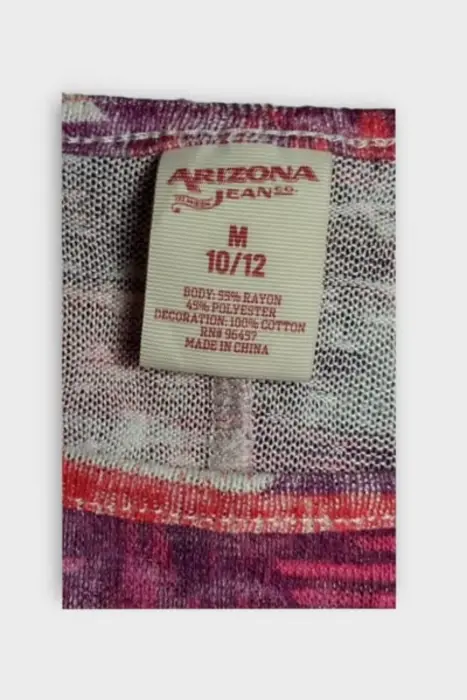 ARIZONA
JEAN CO.
M
10/12
BODY: 55% RAYON
45% POLYESTER
DECORATION: 100% COTTON
RN# 96457
MADE IN CHINA